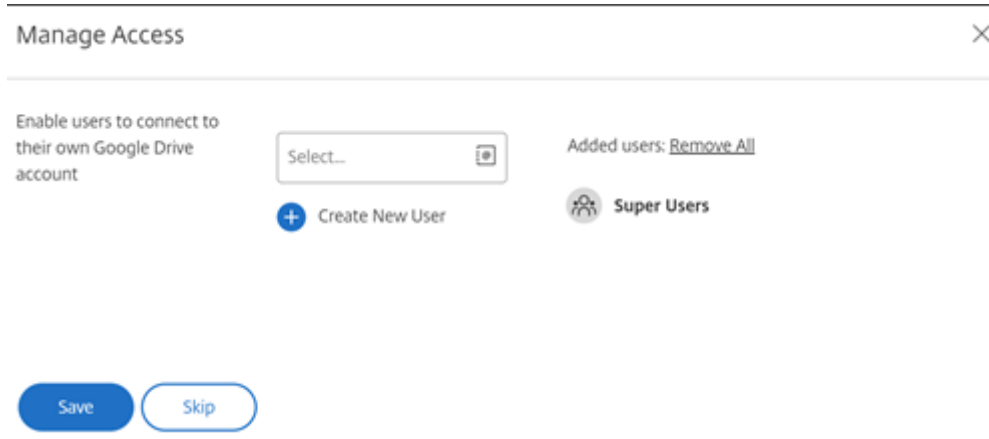 Manage Access
Enable users to connect to
their own Google Drive
account
Select...
Create New User
Added users: Remove All
Super Users
Save
Skip